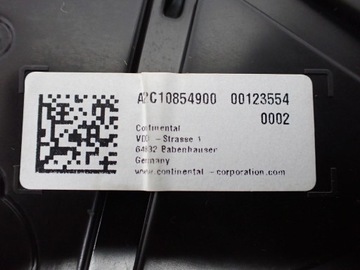 A2C10854900 00123554
0002
Continental
VDO -Strasse 1
64832 Babenhausen
Germany
www.continental -corporation.com